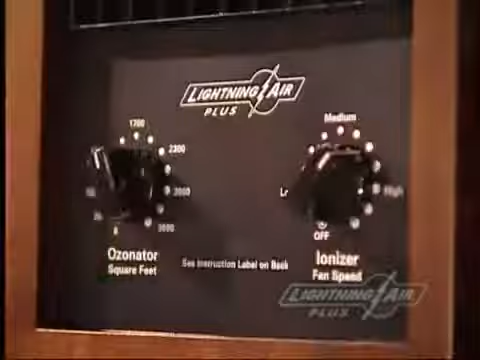 LIGHTNING AIR
PLUS
1700
2300
3000
Medium
High
OFF
Ozonator
Square Feet
See Instruction Label on Back
Ionizer
Fan Speed
LIGHTNING AIR
PLUS